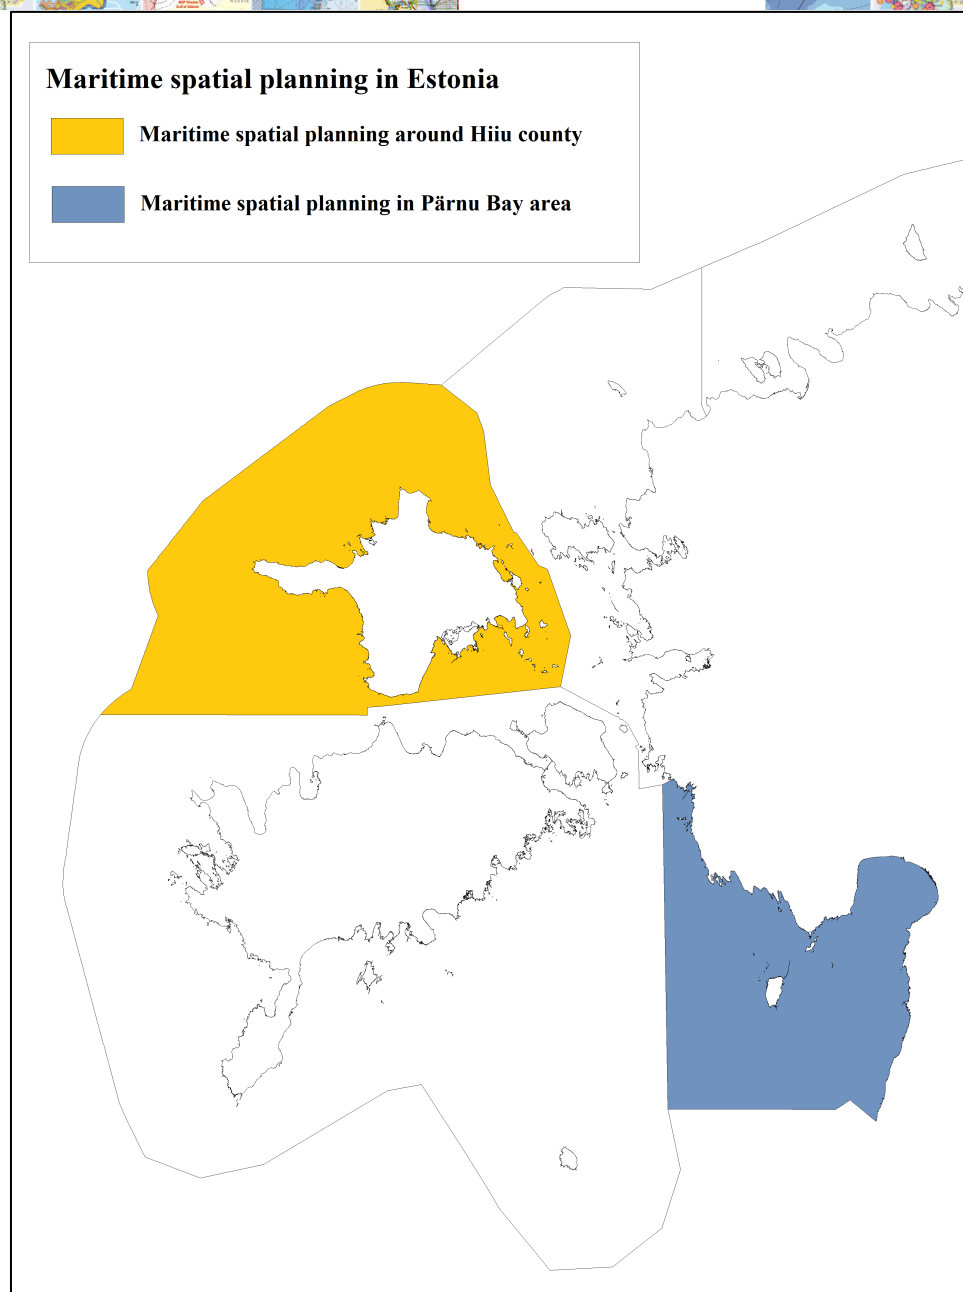 Maritime spatial planning in Estonia
Maritime spatial planning around Hiiu county
Maritime spatial planning in Pärnu Bay area